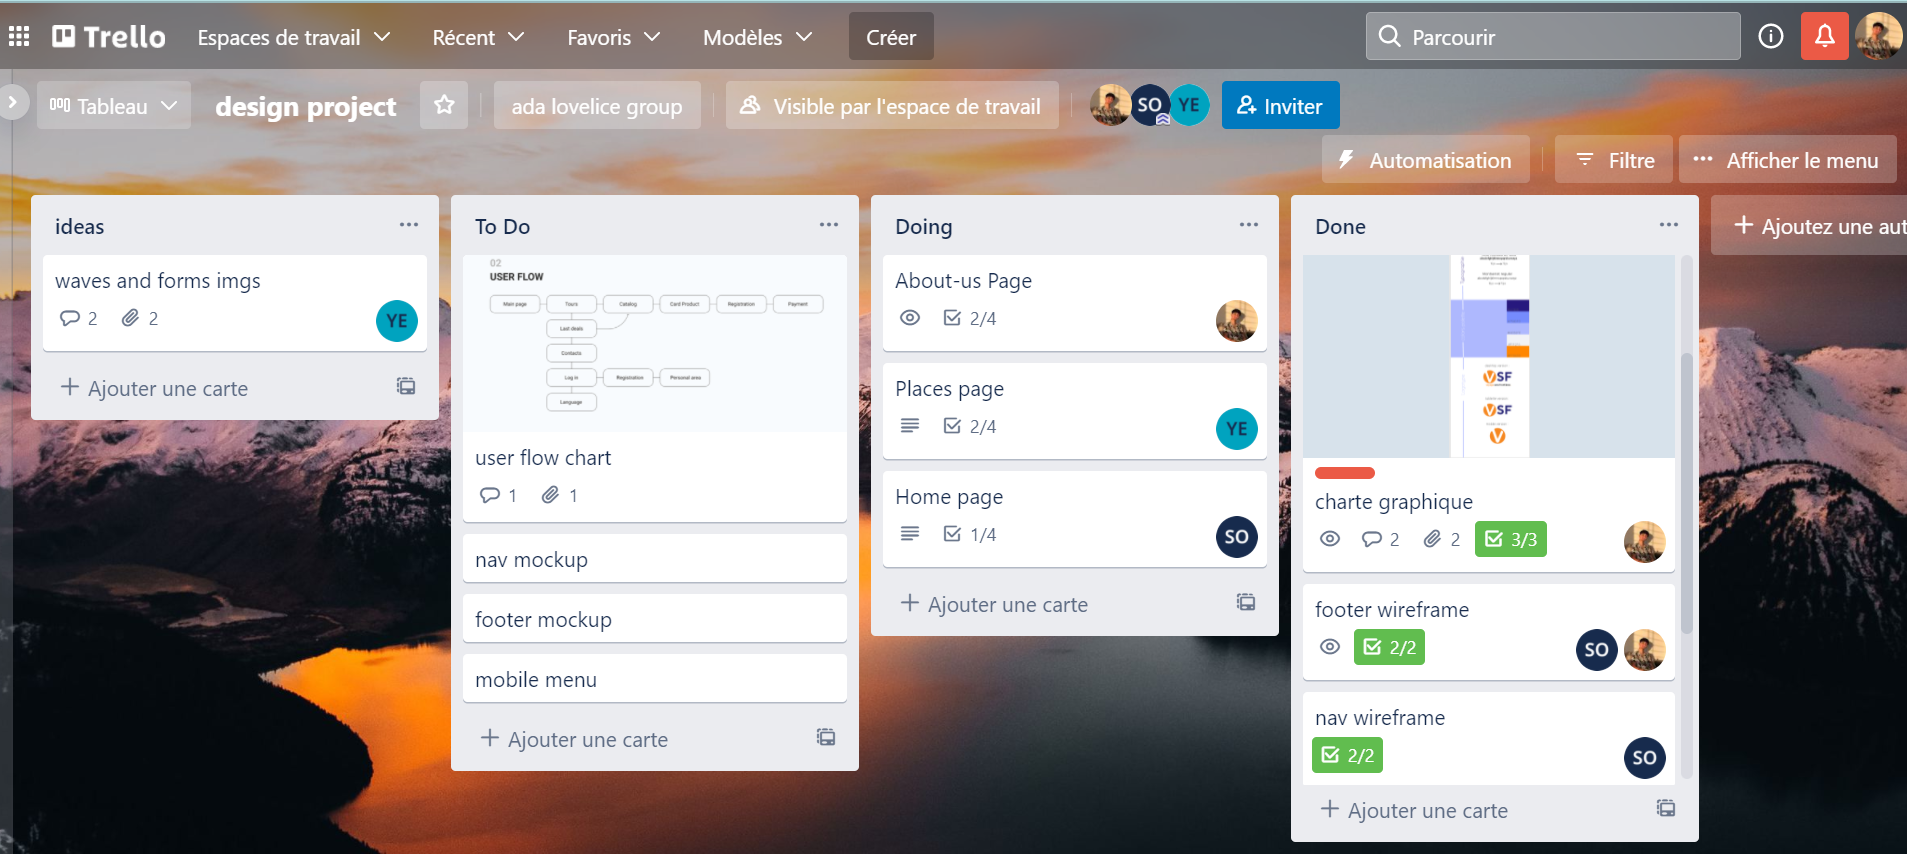 Trello
Espaces de travail
Récent
Favoris
Modèles
Créer
Parcourir
Tableau
design project
ada lovelice group
Visible par l'espace de travail
SO
YE
Inviter
Automatisation
Filtre
Afficher le menu
ideas
waves and forms imgs
2
2
YE
Ajouter une carte
To Do
02
USER FLOW
Main page
Tours
Catalog
Card Product
Registration
Payment
Last deals
Contacts
Log in
Registration
Personal area
Language
user flow chart
1
1
nav mockup
footer mockup
mobile menu
Ajouter une carte
Doing
About-us Page
2/4
Places page
2/4
YE
Home page
1/4
SO
Ajouter une carte
Done
VSF
VSF
V
charte graphique
2
2
3/3
footer wireframe
2/2
SO
nav wireframe
2/2
SO
Ajouter une carte
Ajoutez une aut